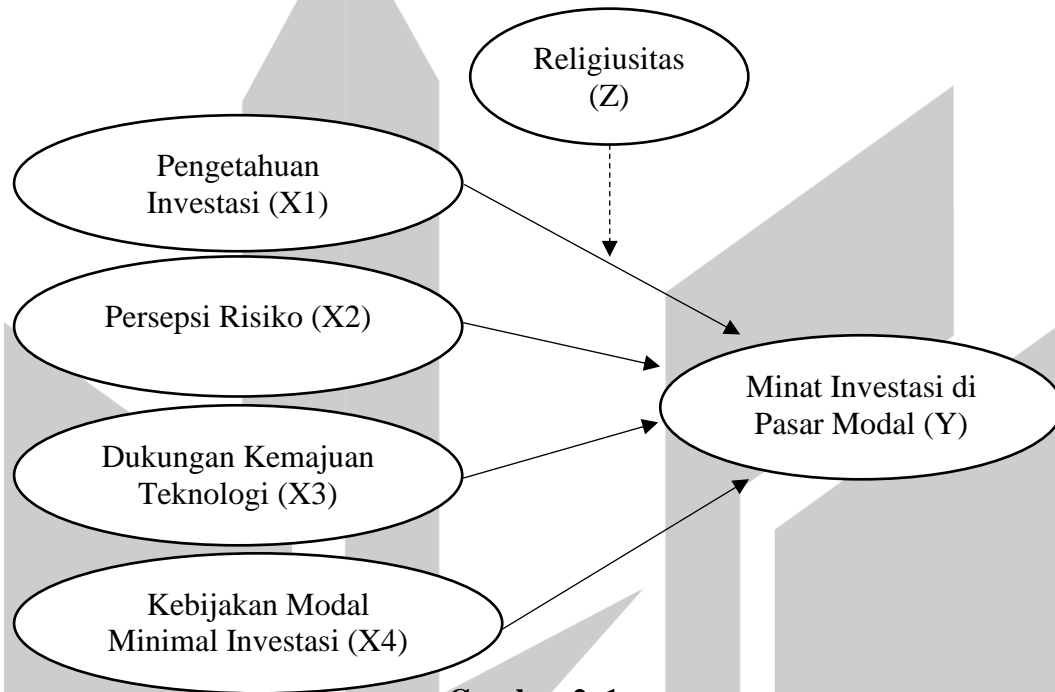 Religiusitas
(Z)
Pengetahuan
Investasi (X1)
Persepsi Risiko (X2)
Dukungan Kemajuan
Teknologi (X3)
Kebijakan Modal
Minimal Investasi (X4)
Minat Investasi di
Pasar Modal (Y)